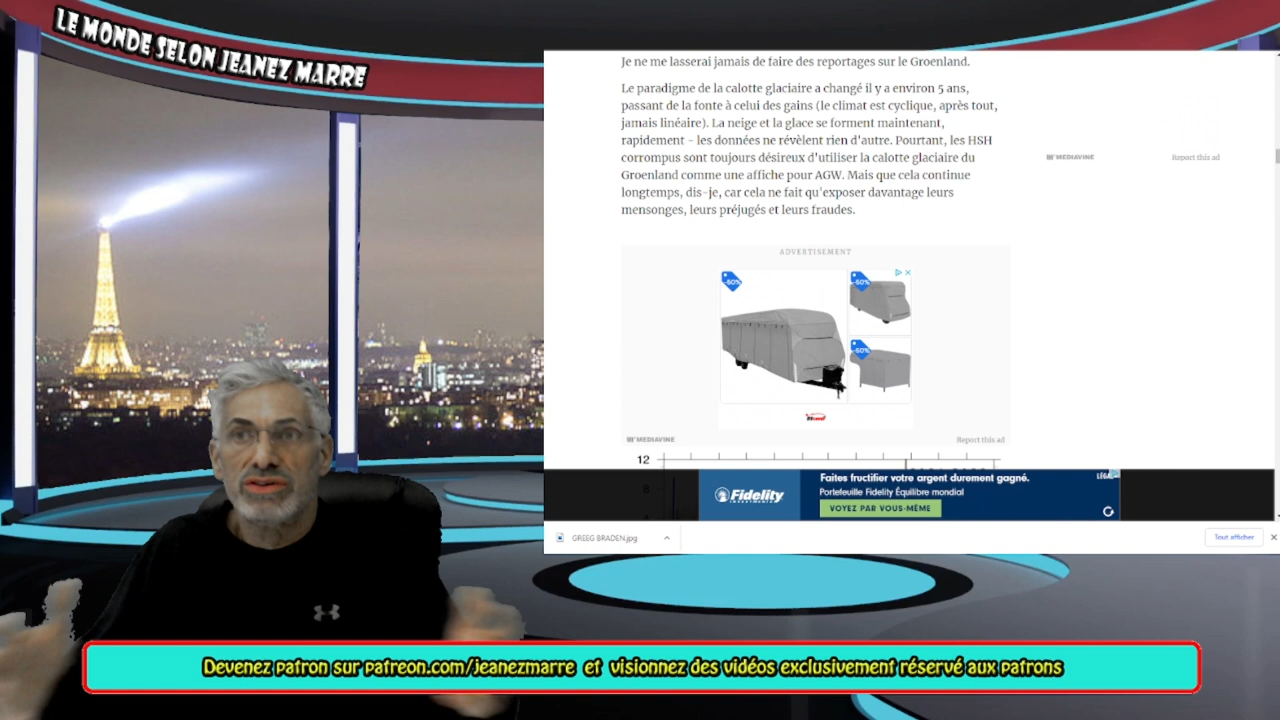 LE MONDE SELON JEANEZ MARRE
Je ne me lasserai jamais de faire des reportages sur le Groenland.
Le paradigme de la calotte glaciaire a changé il y a environ 5 ans,
passant de la fonte à celui des gains (le climat est cyclique, après tout,
jamais linéaire). La neige et la glace se forment maintenant,
rapidement - les données ne révèlent rien d'autre. Pourtant, les HSH
corrompus sont toujours désireux d'utiliser la calotte glaciaire du
Groenland comme une affiche pour AGW. Mais que cela continue
longtemps, dis-je, car cela ne fait qu'exposer davantage leurs
mensonges, leurs préjugés et leurs fraudes.
MEDIAVINE
Report this ad
ADVERTISEMENT
-60%
-60%
-60%
MEDIAVINE
Report this ad
12
8
Fidelity
INVESTMENTS
Faites fructifier votre argent durement gagné.
Portefeuille Fidelity Équilibre mondial
VOYEZ PAR VOUS-MÊME
LÉGAL
GREEG BRADEN.jpg
Tout afficher
Devenez patron sur patreon.com/jeanezmarre et visionnez des vidéos exclusivement réservé aux patrons